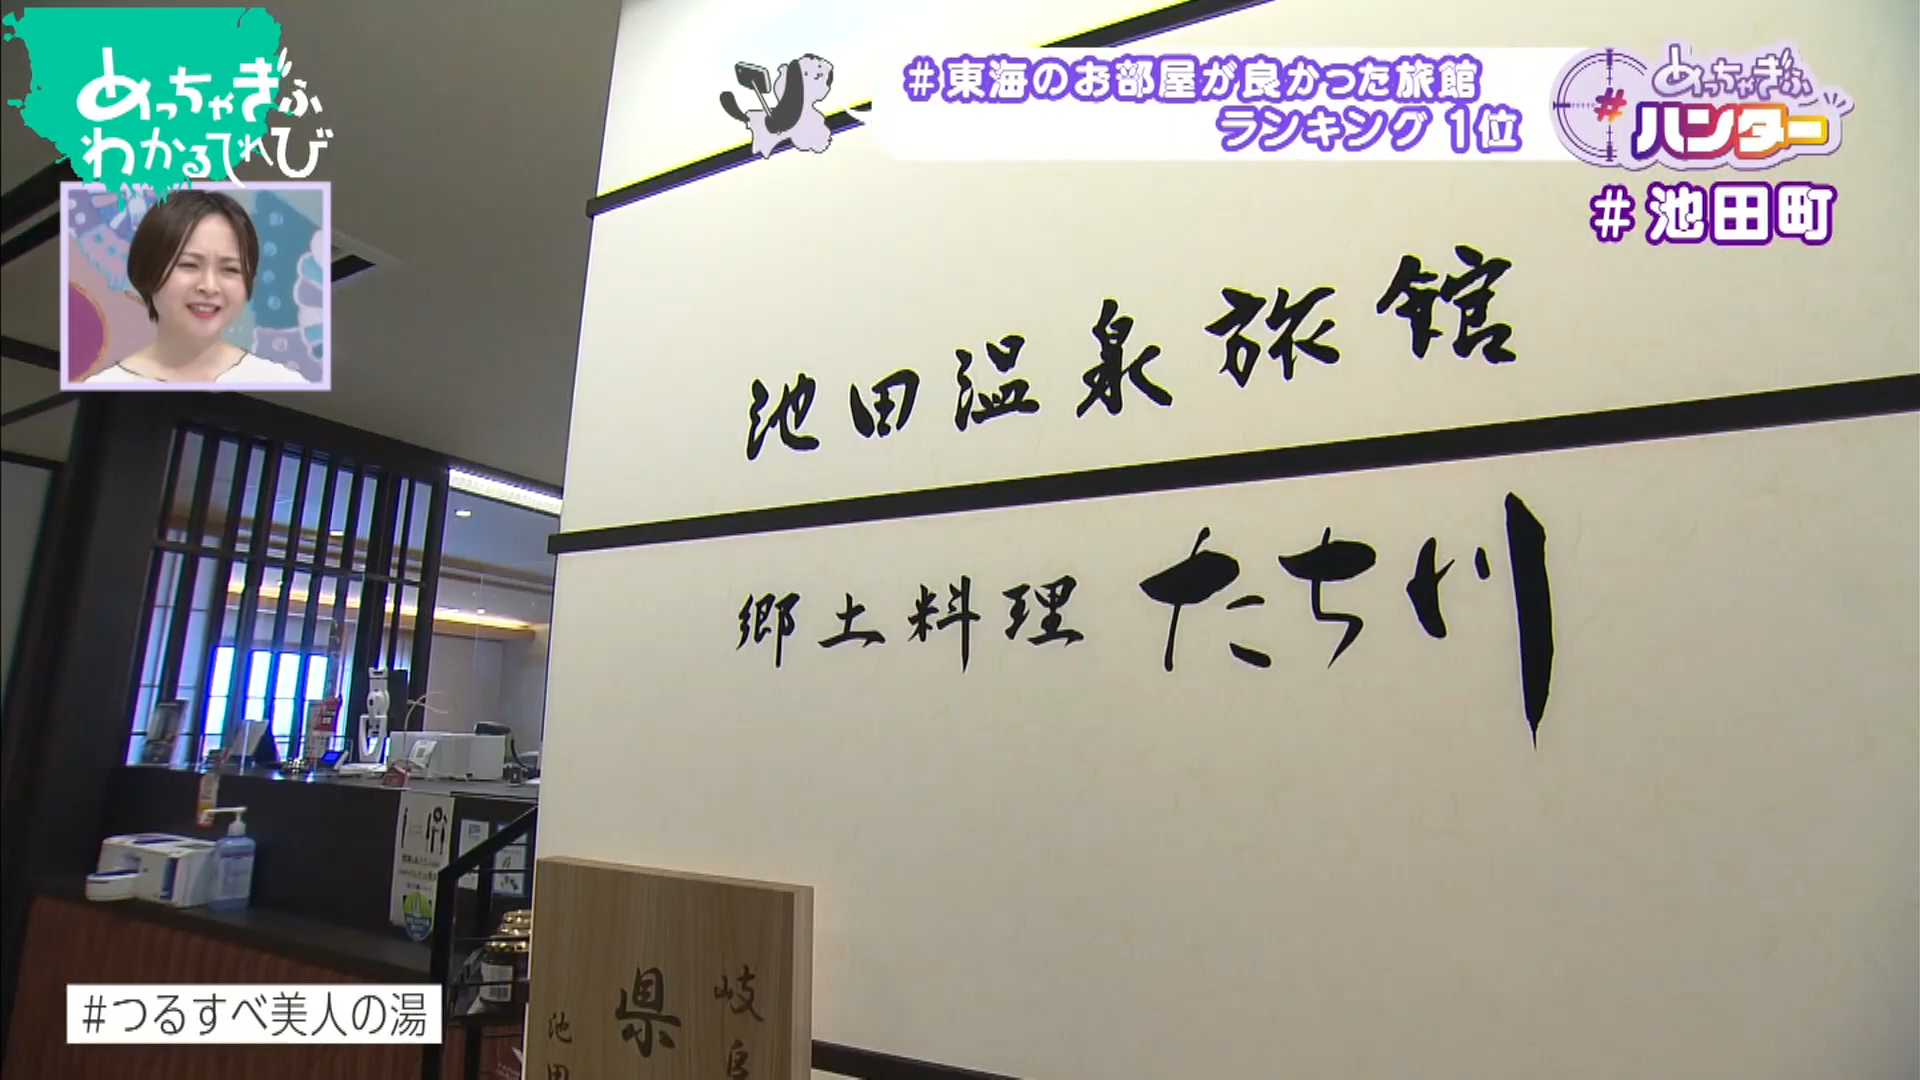 めっちゃぎふ
わかるてれび
#東海のお部屋が良かった旅館
ランキング 1位
めっちゃぎふ
#ハンター
#池田町
池田温泉旅館
郷土料理 たち川
岐阜
県
池田
#つるすべ美人の湯